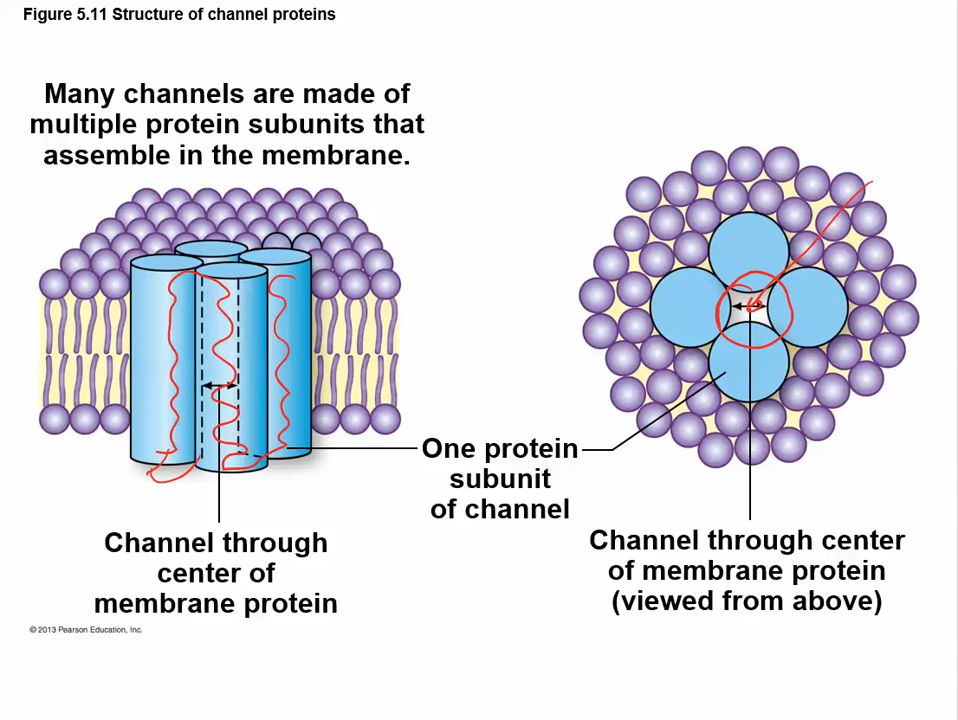 Figure 5.11 Structure of channel proteins
Many channels are made of
multiple protein subunits that
assemble in the membrane.
One protein
subunit
of channel
Channel through
center of
membrane protein
Channel through center
of membrane protein
(viewed from above)
© 2013 Pearson Education, Inc.